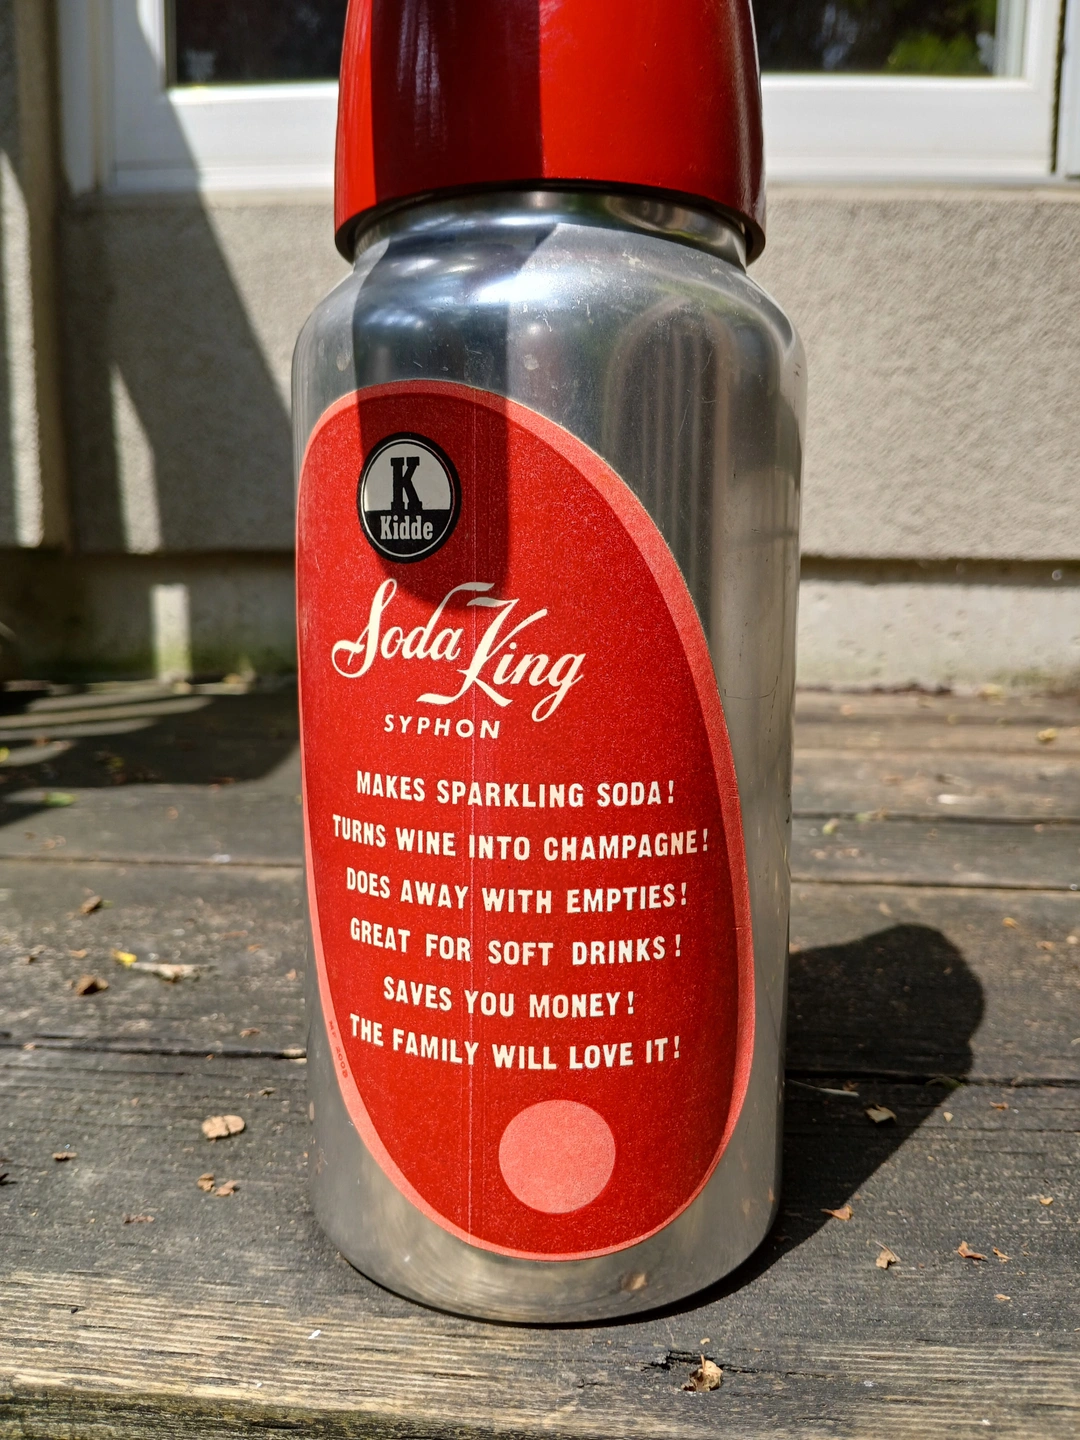 K
Kidde
Soda King
SYPHON
MAKES SPARKLING SODA!
TURNS WINE INTO CHAMPAGNE!
DOES AWAY WITH EMPTIES!
GREAT FOR SOFT DRINKS!
SAVES YOU MONEY!
THE FAMILY WILL LOVE IT!